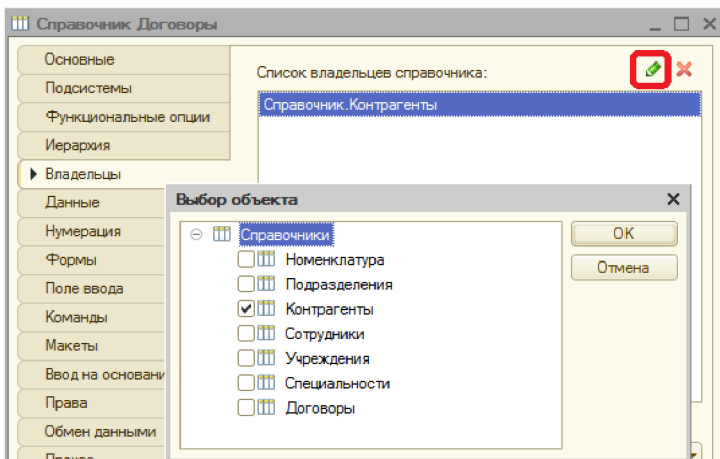 Справочник Договоры
Основные
Подсистемы
Функциональные опции
Иерархия
Владельцы
Данные
Нумерация
Формы
Поле ввода
Команды
Макеты
Ввод на основани
Права
Обмен данными
Список владельцев справочника:
Справочник.Контрагенты
Выбор объекта
Справочники
Номенклатура
Подразделения
Контрагенты
Сотрудники
Учреждения
Специальности
Договоры
OK
Отмена